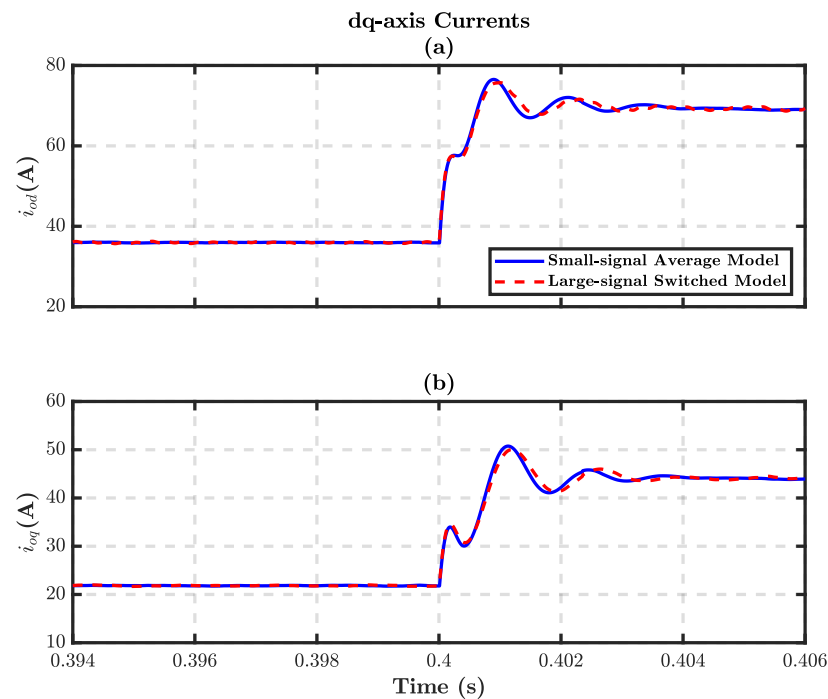 dq-axis Currents
(a)
80
60
40
20
i_od(A)
Small-signal Average Model
Large-signal Switched Model
(b)
60
50
40
30
20
10
i_oq(A)
0.394 0.396 0.398 0.4 0.402 0.404 0.406
Time (s)